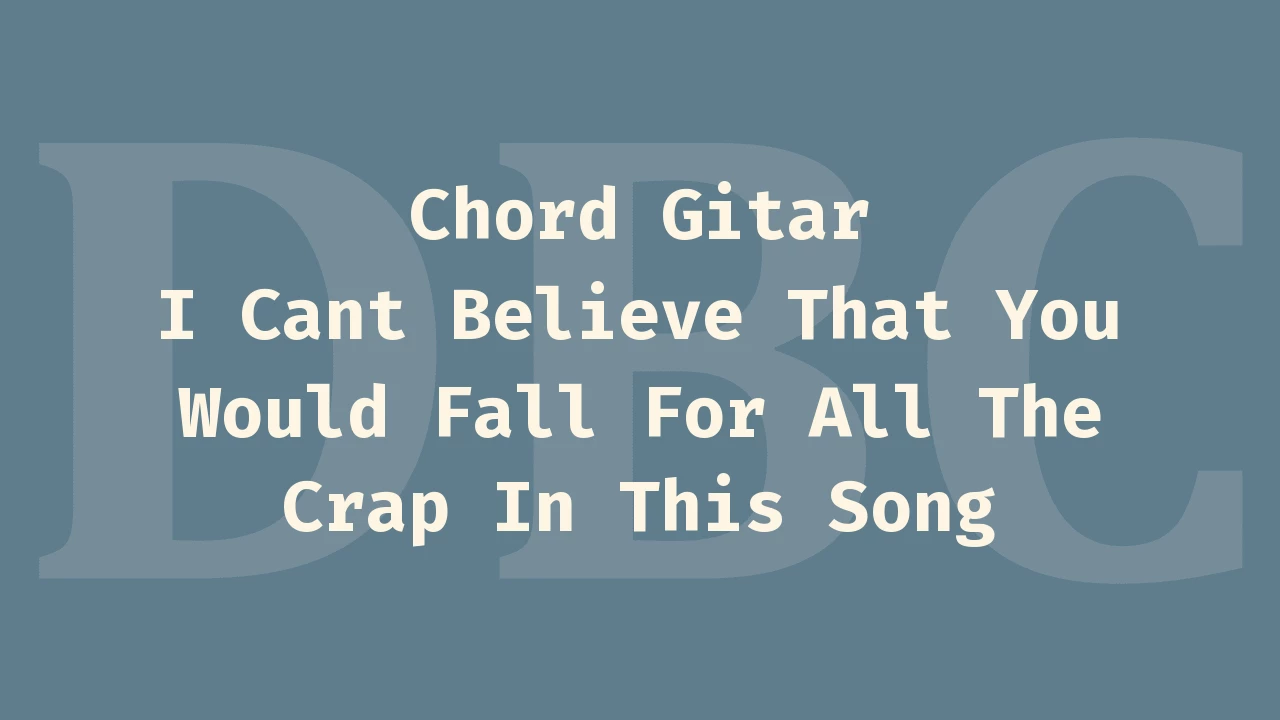 DBC
Chord Gitar
I Cant Believe That You
Would Fall For All The
Crap In This Song